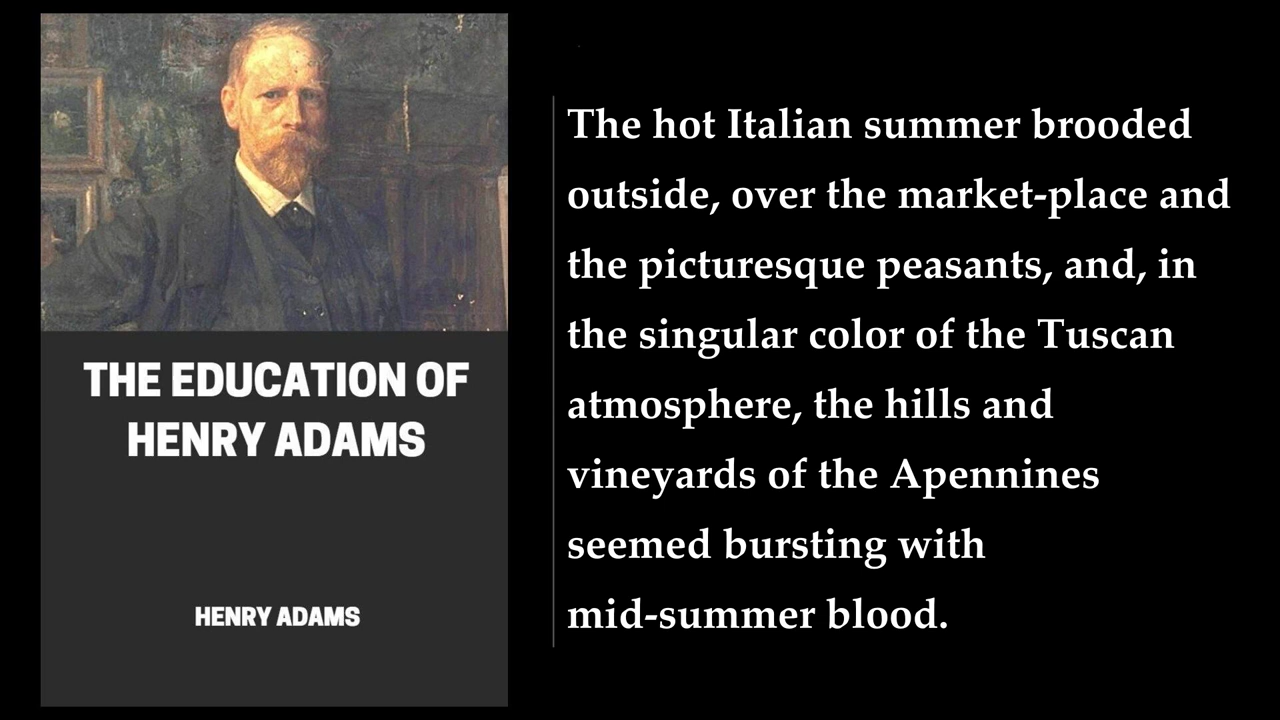 THE EDUCATION OF
HENRY ADAMS
HENRY ADAMS
The hot Italian summer brooded
outside, over the market-place and
the picturesque peasants, and, in
the singular color of the Tuscan
atmosphere, the hills and
vineyards of the Apennines
seemed bursting with
mid-summer blood.